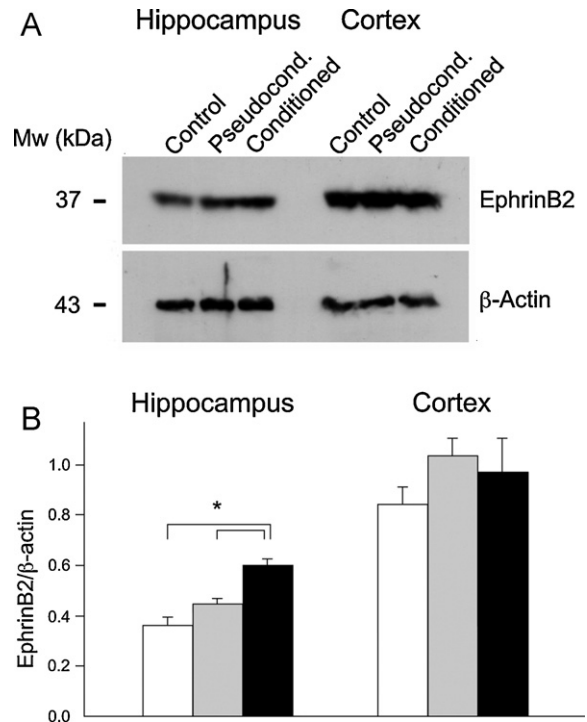 A
Hippocampus Cortex
Control Pseudocond. Conditioned Control Pseudocond. Conditioned
Mw (kDa)
37 EphrinB2
43 β-Actin
B
Hippocampus Cortex
EphrinB2/β-actin
1.0
0.8
*
0.6
0.4
0.2
0.0